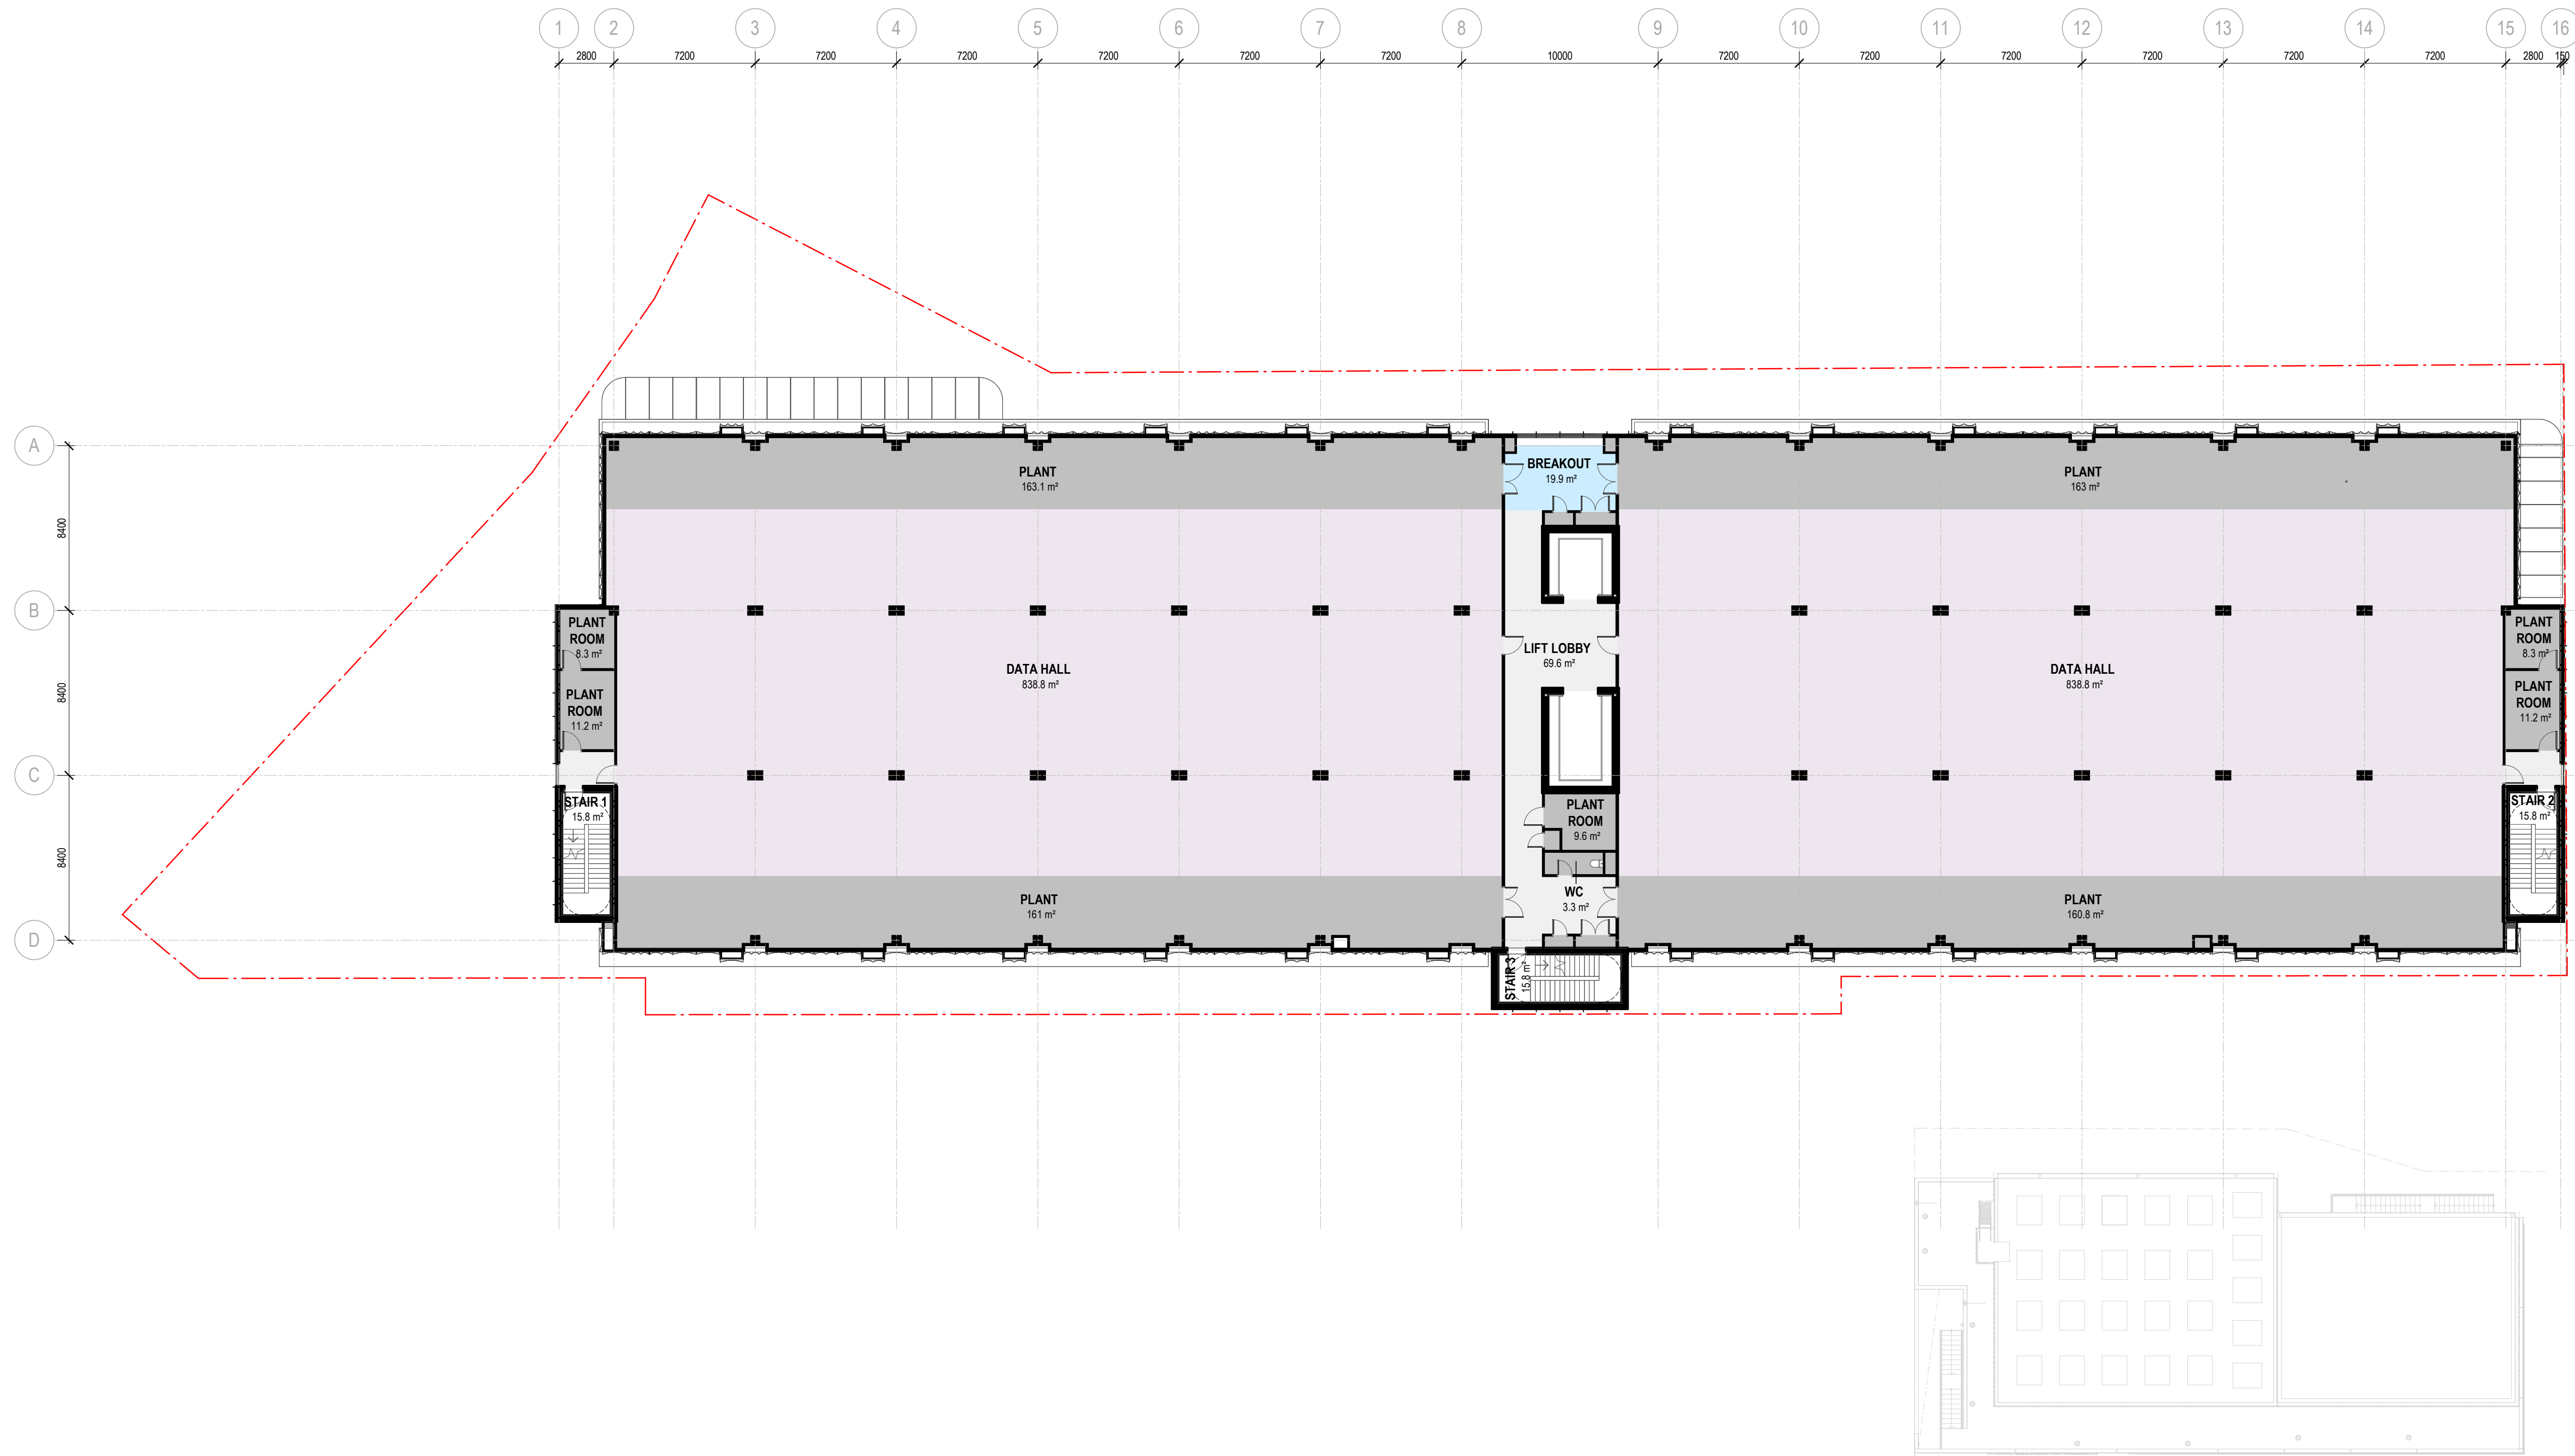 1 2 3 4 5 6 7 8 9 10 11 12 13 14 15 16
2800 7200 7200 7200 7200 7200 7200 10000 7200 7200 7200 7200 7200 7200 2800 150
A
B
C
D
8400
8400
8400
PLANT
163.1 m²
BREAKOUT
19.9 m²
PLANT
163 m²
PLANT
ROOM
8.3 m²
PLANT
ROOM
11.2 m²
DATA HALL
838.8 m²
LIFT LOBBY
69.6 m²
DATA HALL
838.8 m²
PLANT
ROOM
8.3 m²
PLANT
ROOM
11.2 m²
STAIR 1
15.8 m²
PLANT
ROOM
9.6 m²
STAIR 2
15.8 m²
PLANT
161 m²
WC
3.3 m²
PLANT
160.8 m²
STAIR 3
15.8 m²